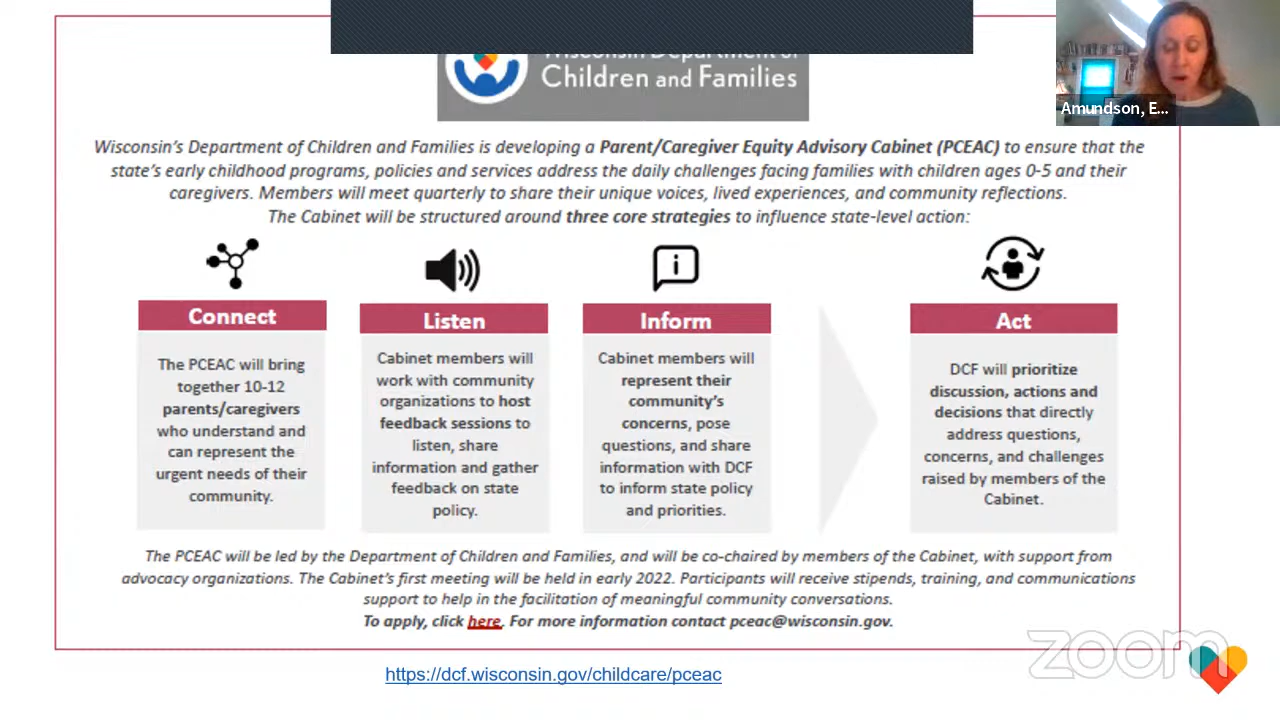 Wisconsin Department of
Children and Families
Amundson, E...
Wisconsin's Department of Children and Families is developing a Parent/Caregiver Equity Advisory Cabinet (PCEAC) to ensure that the
state's early childhood programs, policies and services address the daily challenges facing families with children ages 0-5 and their
caregivers. Members will meet quarterly to share their unique voices, lived experiences, and community reflections.
The Cabinet will be structured around three core strategies to influence state-level action:
Connect
The PCEAC will bring
together 10-12
parents/caregivers
who understand and
can represent the
urgent needs of their
community.
Listen
Cabinet members will
work with community
organizations to host
feedback sessions to
listen, share
information and gather
feedback on state
policy.
i
Inform
Cabinet members will
represent their
community's
concerns, pose
questions, and share
information with DCF
to inform state policy
and priorities.
Act
DCF will prioritize
discussion, actions and
decisions that directly
address questions,
concerns, and challenges
raised by members of the
Cabinet.
The PCEAC will be led by the Department of Children and Families, and will be co-chaired by members of the Cabinet, with support from
advocacy organizations. The Cabinet's first meeting will be held in early 2022. Participants will receive stipends, training, and communications
support to help in the facilitation of meaningful community conversations.
To apply, click here. For more information contact pceac@wisconsin.gov.
https://dcf.wisconsin.gov/childcare/pceac
zoom